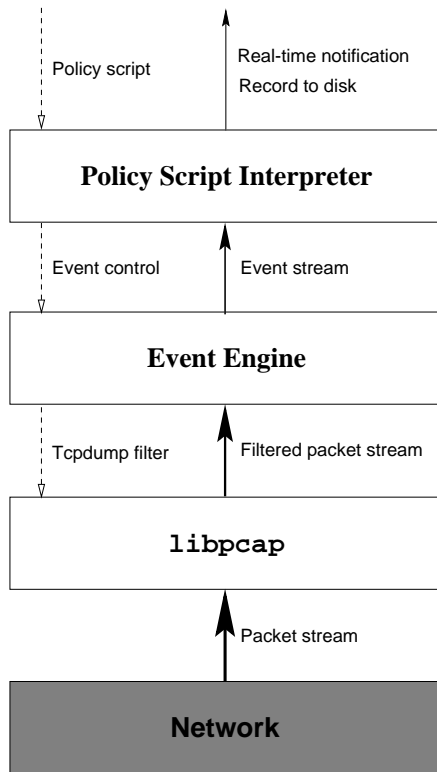 Policy script
Real-time notification
Record to disk
Policy Script Interpreter
Event control
Event stream
Event Engine
Tcpdump filter
Filtered packet stream
libpcap
Packet stream
Network